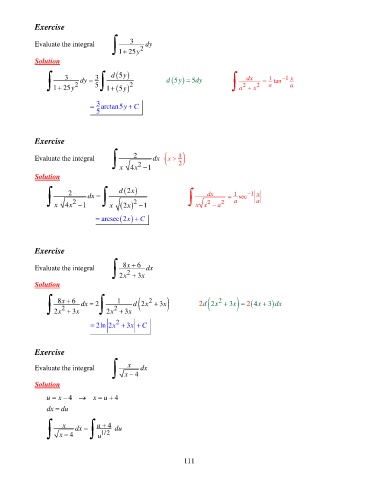 Exercise
Evaluate the integral ∫ 3/(1+25y²) dy
Solution
∫ 3/(1+25y²) dy = 3/5 ∫ d(5y)/(1+(5y)²)    d(5y) = 5dy    ∫ dx/(a²+x²) = 1/a tan⁻¹ x/a
= 3/5 arctan 5y + C
Exercise
Evaluate the integral ∫ 2/(x√(4x²−1)) dx (x > 1/2)
Solution
∫ 2/(x√(4x²−1)) dx = ∫ d(2x)/(x√((2x)²−1))    ∫ dx/(x√(x²−a²)) = 1/a sec⁻¹ |x/a|
= arcsec(2x) + C
Exercise
Evaluate the integral ∫ (8x+6)/(2x²+3x) dx
Solution
∫ (8x+6)/(2x²+3x) dx = 2 ∫ 1/(2x²+3x) d(2x²+3x)    2d(2x²+3x) = 2(4x+3)dx
= 2 ln|2x²+3x| + C
Exercise
Evaluate the integral ∫ x/√(x−4) dx
Solution
u = x−4 → x = u+4
dx = du
∫ x/√(x−4) dx = ∫ (u+4)/u^(1/2) du
111